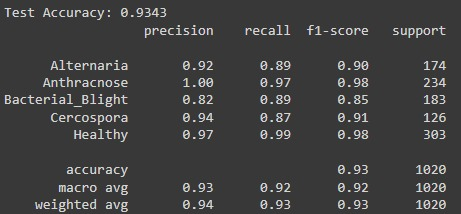 Test Accuracy: 0.9343
precision recall f1-score support
Alternaria 0.92 0.89 0.90 174
Anthracnose 1.00 0.97 0.98 234
Bacterial_Blight 0.82 0.89 0.85 183
Cercospora 0.94 0.87 0.91 126
Healthy 0.97 0.99 0.98 303
accuracy 0.93 1020
macro avg 0.93 0.92 0.92 1020
weighted avg 0.94 0.93 0.93 1020